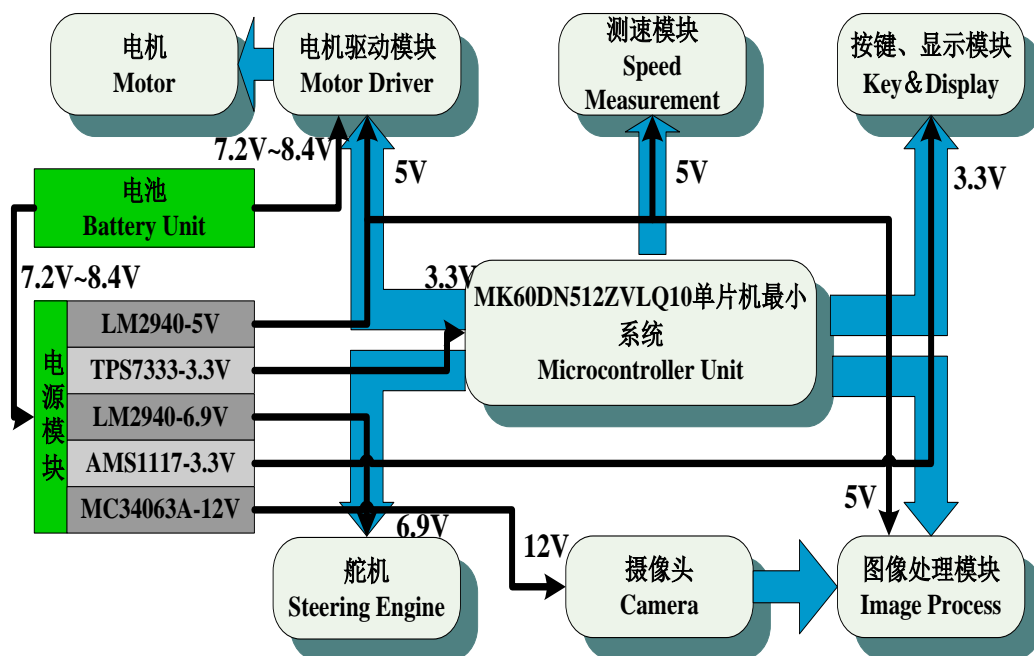 电机
Motor
电机驱动模块
Motor Driver
测速模块
Speed
Measurement
按键、显示模块
Key＆Display
7.2V~8.4V
5V
5V
3.3V
电池
Battery Unit
7.2V~8.4V
3.3V
MK60DN512ZVLQ10单片机最小
系统
Microcontroller Unit
电源模块
LM2940-5V
TPS7333-3.3V
LM2940-6.9V
AMS1117-3.3V
MC34063A-12V
6.9V
12V
5V
舵机
Steering Engine
摄像头
Camera
图像处理模块
Image Process